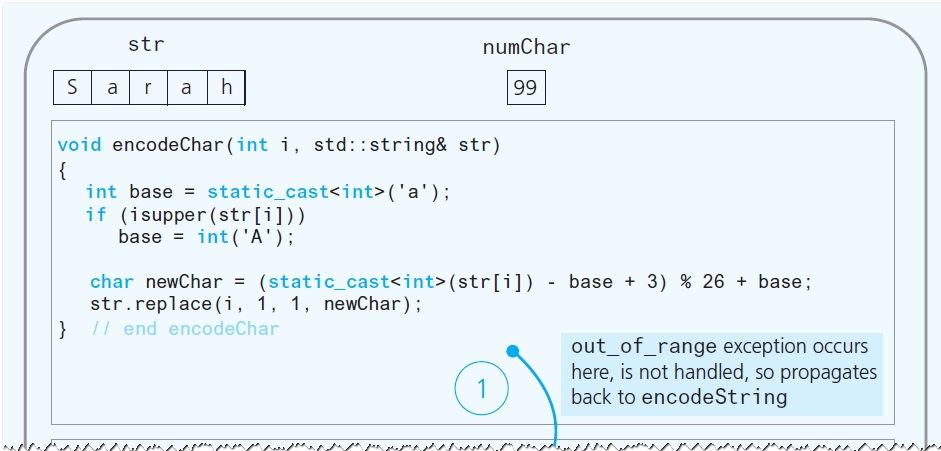 str numChar
S a r a h 99
void encodeChar(int i, std::string& str)
{
int base = static_cast<int>('a');
if (isupper(str[i]))
base = int('A');
char newChar = (static_cast<int>(str[i]) - base + 3) % 26 + base;
str.replace(i, 1, 1, newChar);
} // end encodeChar
1
out_of_range exception occurs
here, is not handled, so propagates
back to encodeString